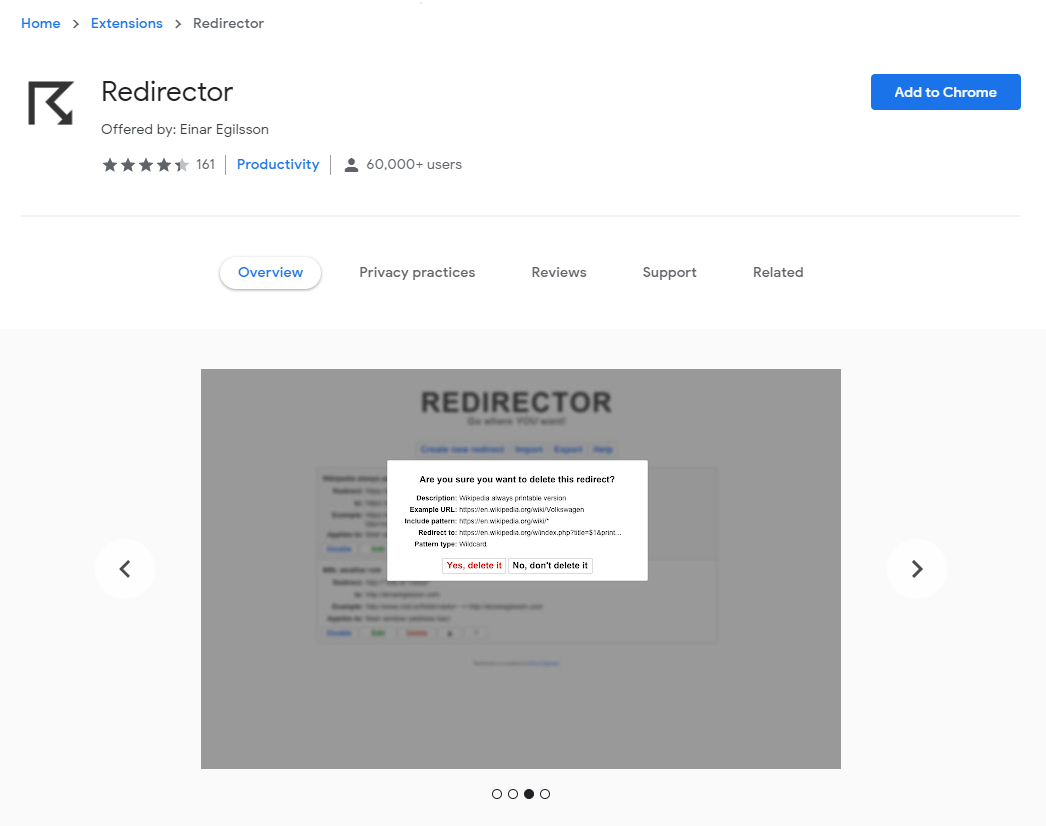 Home > Extensions > Redirector
Redirector
Add to Chrome
Offered by: Einar Egilsson
161 Productivity 60,000+ users
Overview Privacy practices Reviews Support Related
REDIRECTOR
Go where YOU want!
Create new redirect Import Export Help
Are you sure you want to delete this redirect?
Description: Wikipedia always printable version
Example URL: https://en.wikipedia.org/wiki/Volkswagen
Include pattern: https://en.wikipedia.org/wiki/*
Redirect to: https://en.wikipedia.org/w/index.php?title=$1&print...
Pattern type: Wildcard
Yes, delete it No, don't delete it